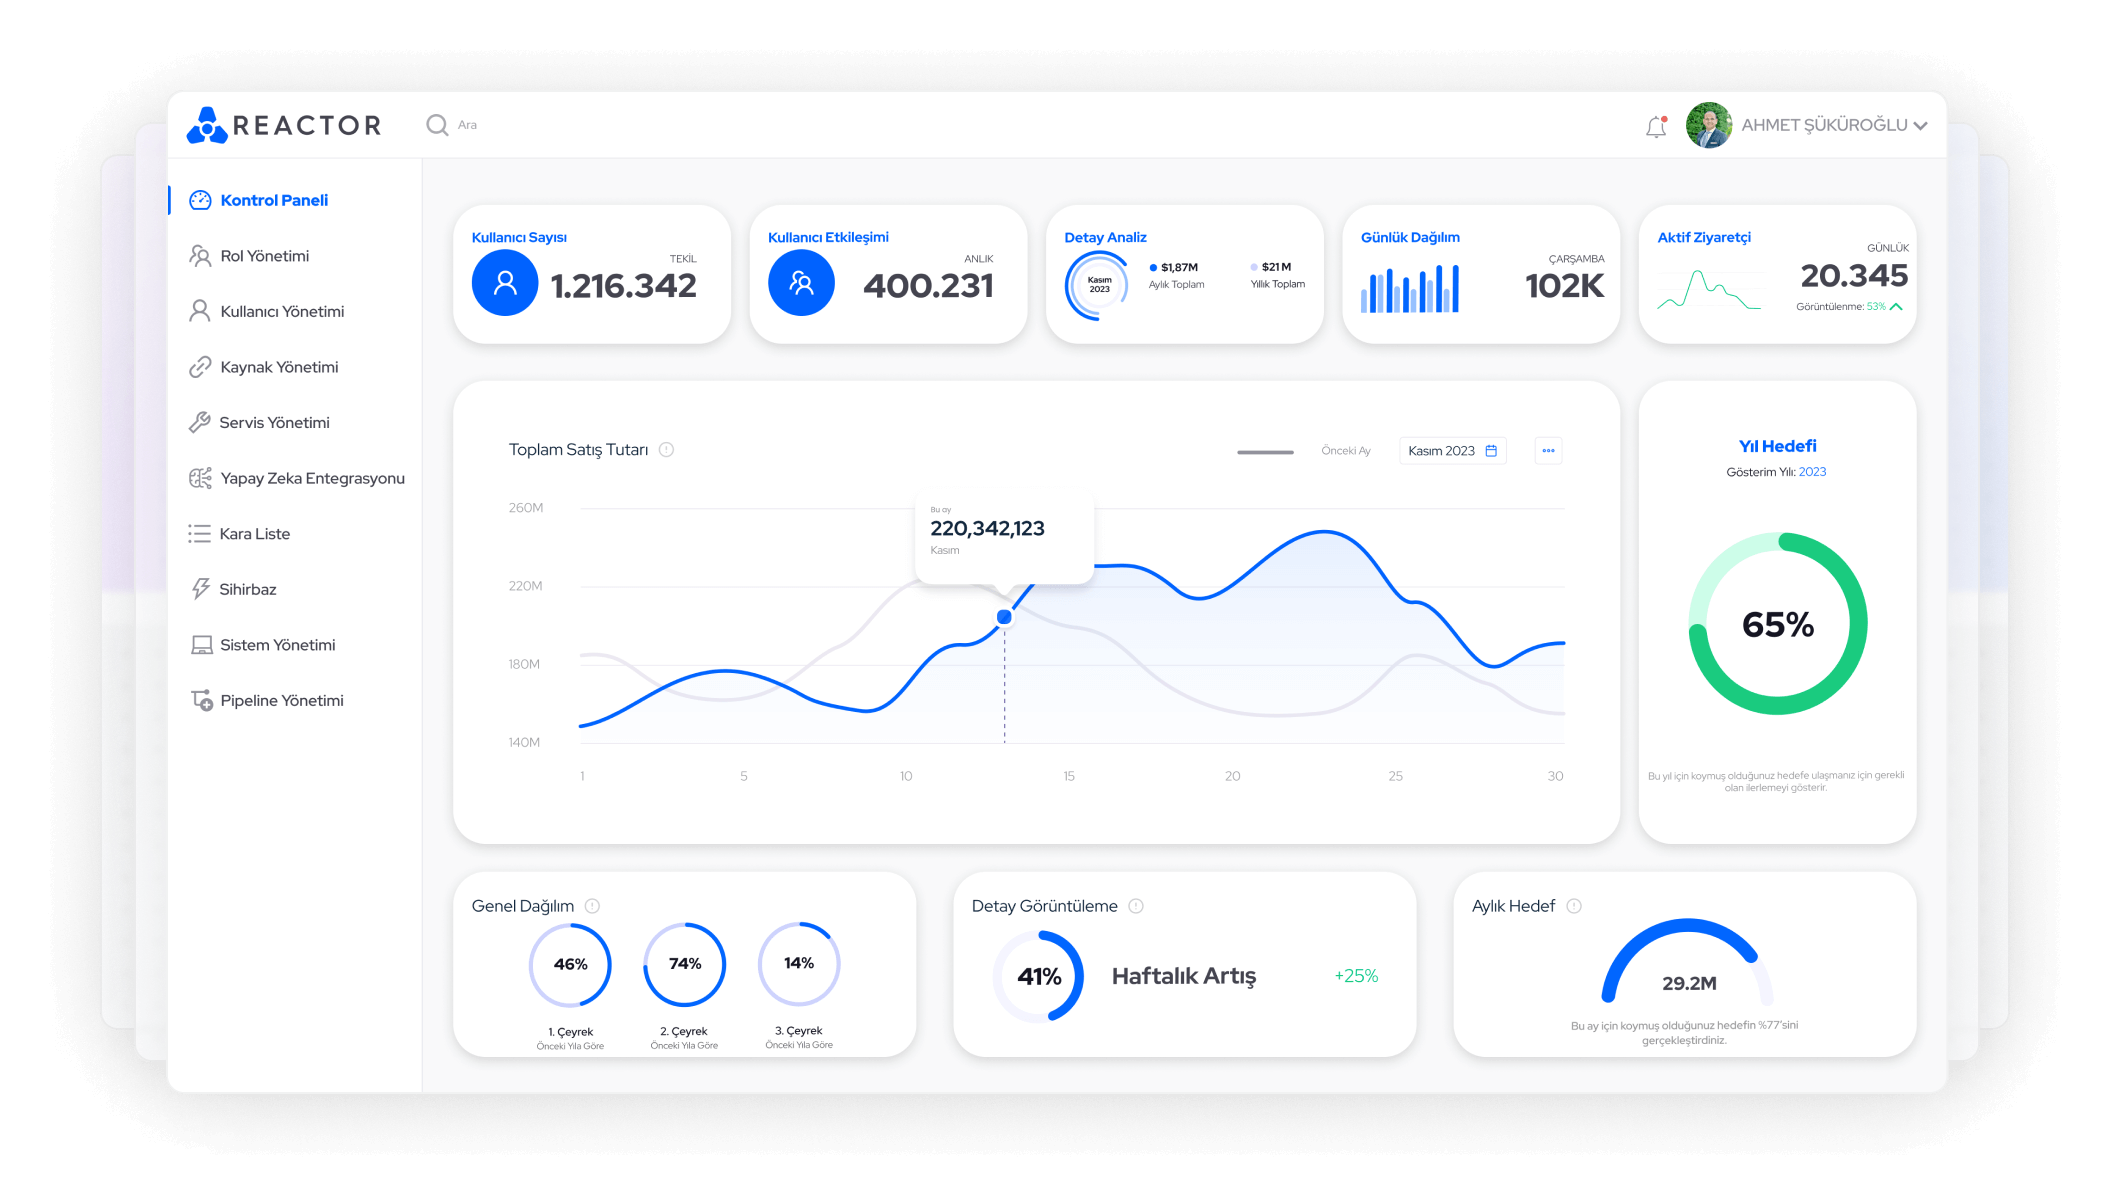 REACTOR
Ara
AHMET ŞÜKÜROĞLU
Kontrol Paneli
Rol Yönetimi
Kullanıcı Yönetimi
Kaynak Yönetimi
Servis Yönetimi
Yapay Zeka Entegrasyonu
Kara Liste
Sihirbaz
Sistem Yönetimi
Pipeline Yönetimi
Kullanıcı Sayısı
TEKİL
1.216.342
Kullanıcı Etkileşimi
ANLIK
400.231
Detay Analiz
Kasım
2023
$1,87M
Aylık Toplam
$21 M
Yıllık Toplam
Günlük Dağılım
ÇARŞAMBA
102K
Aktif Ziyaretçi
GÜNLÜK
20.345
Görüntülenme: 53%
Toplam Satış Tutarı
Önceki Ay
Kasım 2023
260M
220M
180M
140M
Bu ay
220,342,123
Kasım
1
5
10
15
20
25
30
Yıl Hedefi
Gösterim Yılı: 2023
65%
Bu yıl için koymuş olduğunuz hedefe ulaşmanız için gerekli
olan ilerlemeyi gösterir.
Genel Dağılım
46%
74%
14%
1. Çeyrek
Önceki Yıla Göre
2. Çeyrek
Önceki Yıla Göre
3. Çeyrek
Önceki Yıla Göre
Detay Görüntüleme
41%
Haftalık Artış
+25%
Aylık Hedef
29.2M
Bu ay için koymuş olduğunuz hedefin %77'sini
gerçekleştirdiniz.